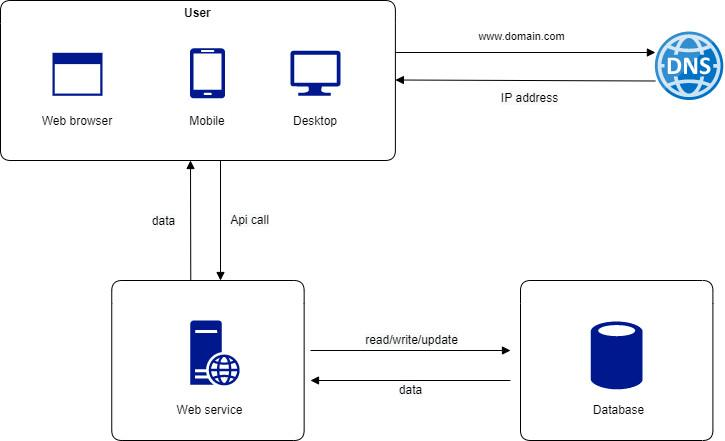 User
www.domain.com
DNS
IP address
Web browser
Mobile
Desktop
data
Api call
read/write/update
data
Web service
Database